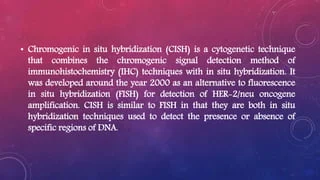 • Chromogenic in situ hybridization (CISH) is a cytogenetic technique
that combines the chromogenic signal detection method of
immunohistochemistry (IHC) techniques with in situ hybridization. It
was developed around the year 2000 as an alternative to fluorescence
in situ hybridization (FISH) for detection of HER-2/neu oncogene
amplification. CISH is similar to FISH in that they are both in situ
hybridization techniques used to detect the presence or absence of
specific regions of DNA.